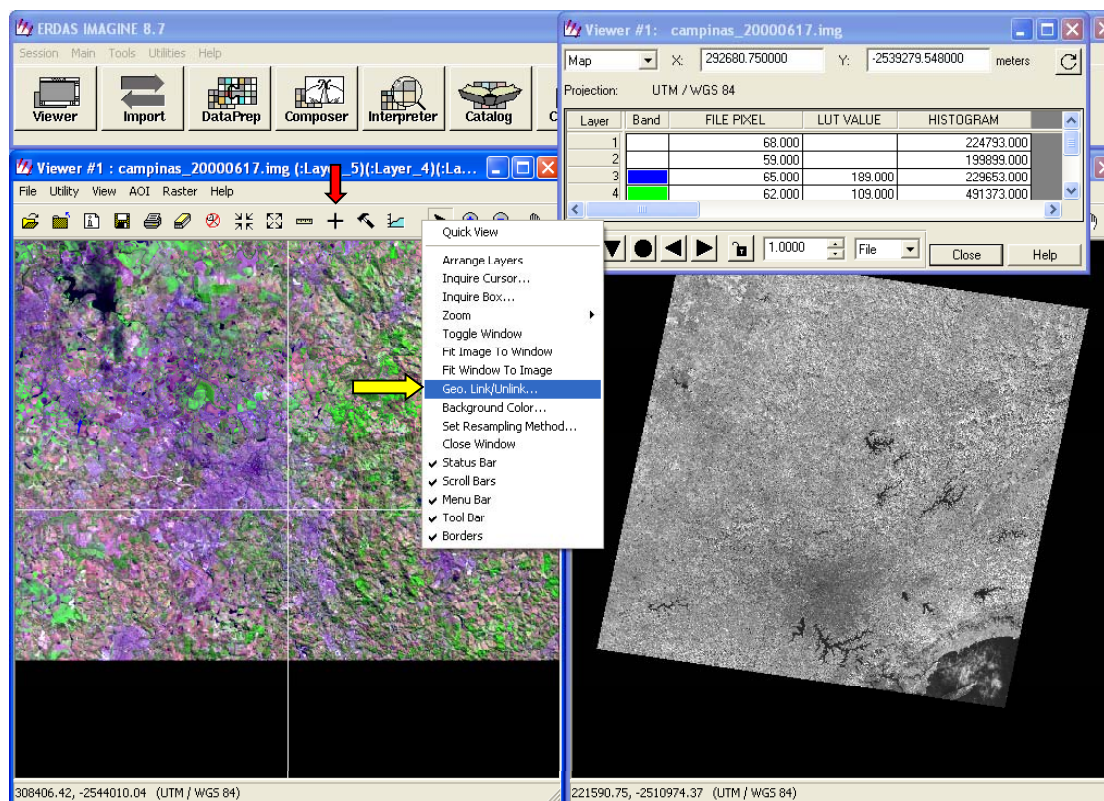 ERDAS IMAGINE 8.7
Session Main Tools Utilities Help
Viewer Import DataPrep Composer Interpreter Catalog
Viewer #1: campinas_20000617.img
Map X: 292680.750000 Y: -2539279.548000 meters
Projection: UTM / WGS 84
Layer Band FILE PIXEL LUT VALUE HISTOGRAM
1 68.000 224793.000
2 59.000 199899.000
3 65.000 189.000 229653.000
4 62.000 109.000 491373.000
1.0000 File Close Help
Viewer #1 : campinas_20000617.img (:Layer_5)(:Layer_4)(:La...
File Utility View AOI Raster Help
Quick View
Arrange Layers
Inquire Cursor...
Inquire Box...
Zoom
Toggle Window
Fit Image To Window
Fit Window To Image
Geo. Link/Unlink...
Background Color...
Set Resampling Method...
Close Window
Status Bar
Scroll Bars
Menu Bar
Tool Bar
Borders
308406.42, -2544010.04 (UTM / WGS 84)
221590.75, -2510974.37 (UTM / WGS 84)